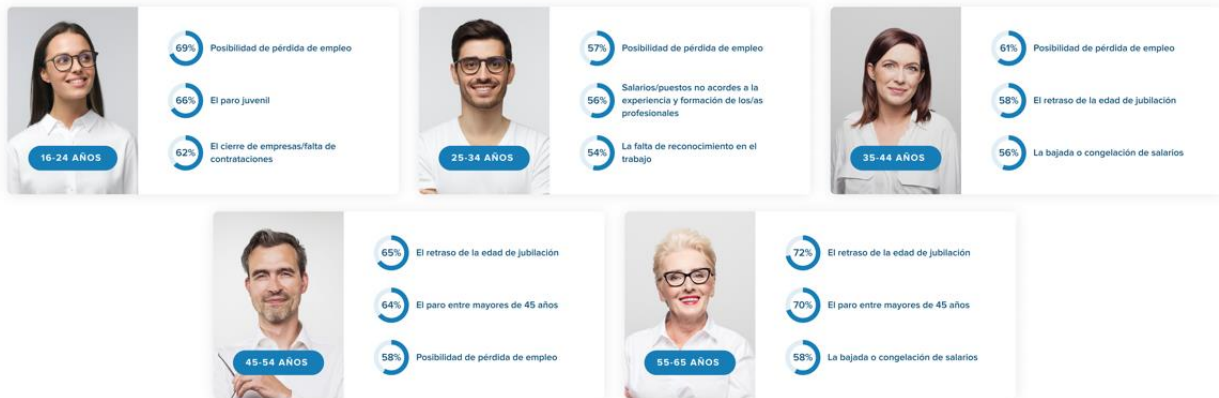 69% Posibilidad de pérdida de empleo
66% El paro juvenil
62% El cierre de empresas/falta de
contrataciones
16-24 AÑOS
57% Posibilidad de pérdida de empleo
56% Salarios/puestos no acordes a la
experiencia y formación de los/as
profesionales
54% La falta de reconocimiento en el
trabajo
25-34 AÑOS
61% Posibilidad de pérdida de empleo
58% El retraso de la edad de jubilación
56% La bajada o congelación de salarios
35-44 AÑOS
65% El retraso de la edad de jubilación
64% El paro entre mayores de 45 años
58% Posibilidad de pérdida de empleo
45-54 AÑOS
72% El retraso de la edad de jubilación
70% El paro entre mayores de 45 años
58% La bajada o congelación de salarios
55-65 AÑOS